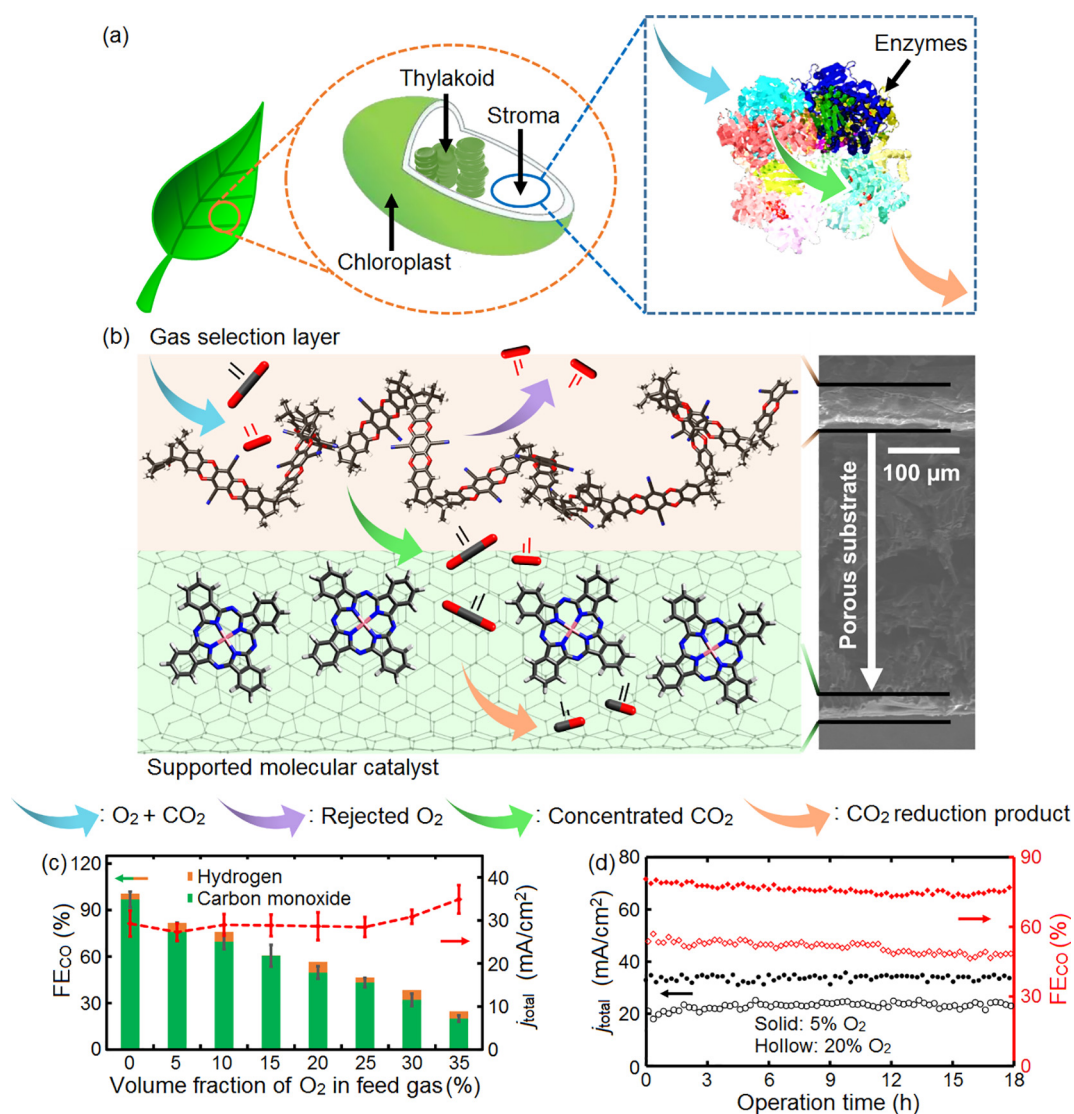 (a)
Thylakoid
Stroma
Chloroplast
Enzymes
(b) Gas selection layer
100 μm
Porous substrate
Supported molecular catalyst
: O₂ + CO₂ : Rejected O₂ : Concentrated CO₂ : CO₂ reduction product
(c)
FECO (%)
120
90
60
30
0
Hydrogen
Carbon monoxide
40
30
20
10
0
jtotal (mA/cm²)
0 5 10 15 20 25 30 35
Volume fraction of O₂ in feed gas (%)
(d)
jtotal (mA/cm²)
80
60
40
20
0
Solid: 5% O₂
Hollow: 20% O₂
90
60
30
0
FECO (%)
0 3 6 9 12 15 18
Operation time (h)